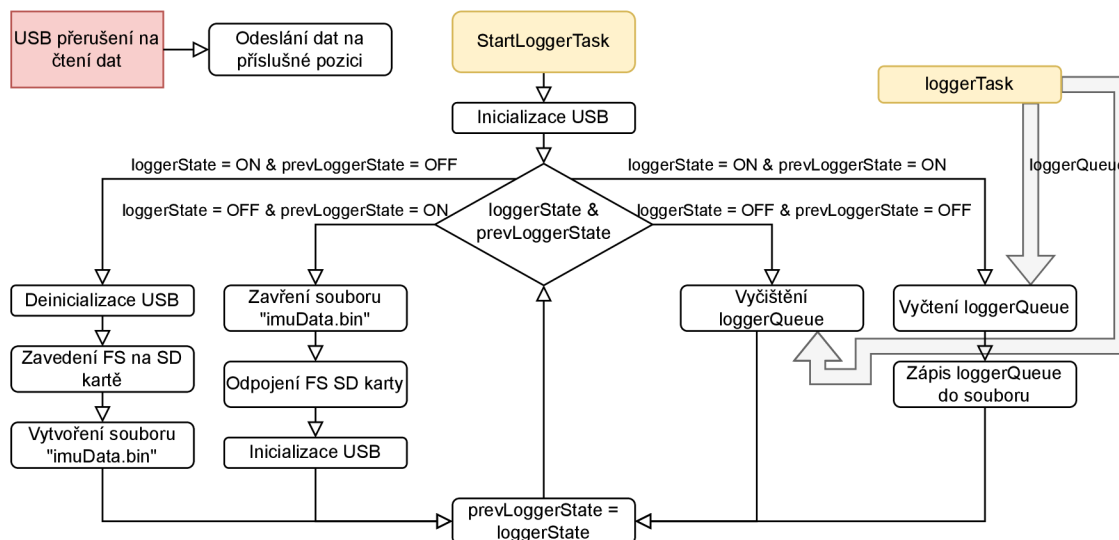 USB přerušení na
čtení dat
Odeslání dat na
příslušné pozici
StartLoggerTask
loggerTask
Inicializace USB
loggerState = ON & prevLoggerState = OFF
loggerState = ON & prevLoggerState = ON
loggerQueue
loggerState = OFF & prevLoggerState = ON
loggerState &
prevLoggerState
loggerState = OFF & prevLoggerState = OFF
Deinicializace USB
Zavření souboru
"imuData.bin"
Vyčištění
loggerQueue
Vyčtení loggerQueue
Zavedení FS na SD
kartě
Odpojení FS SD karty
Zápis loggerQueue
do souboru
Vytvoření souboru
"imuData.bin"
Inicializace USB
prevLoggerState =
loggerState